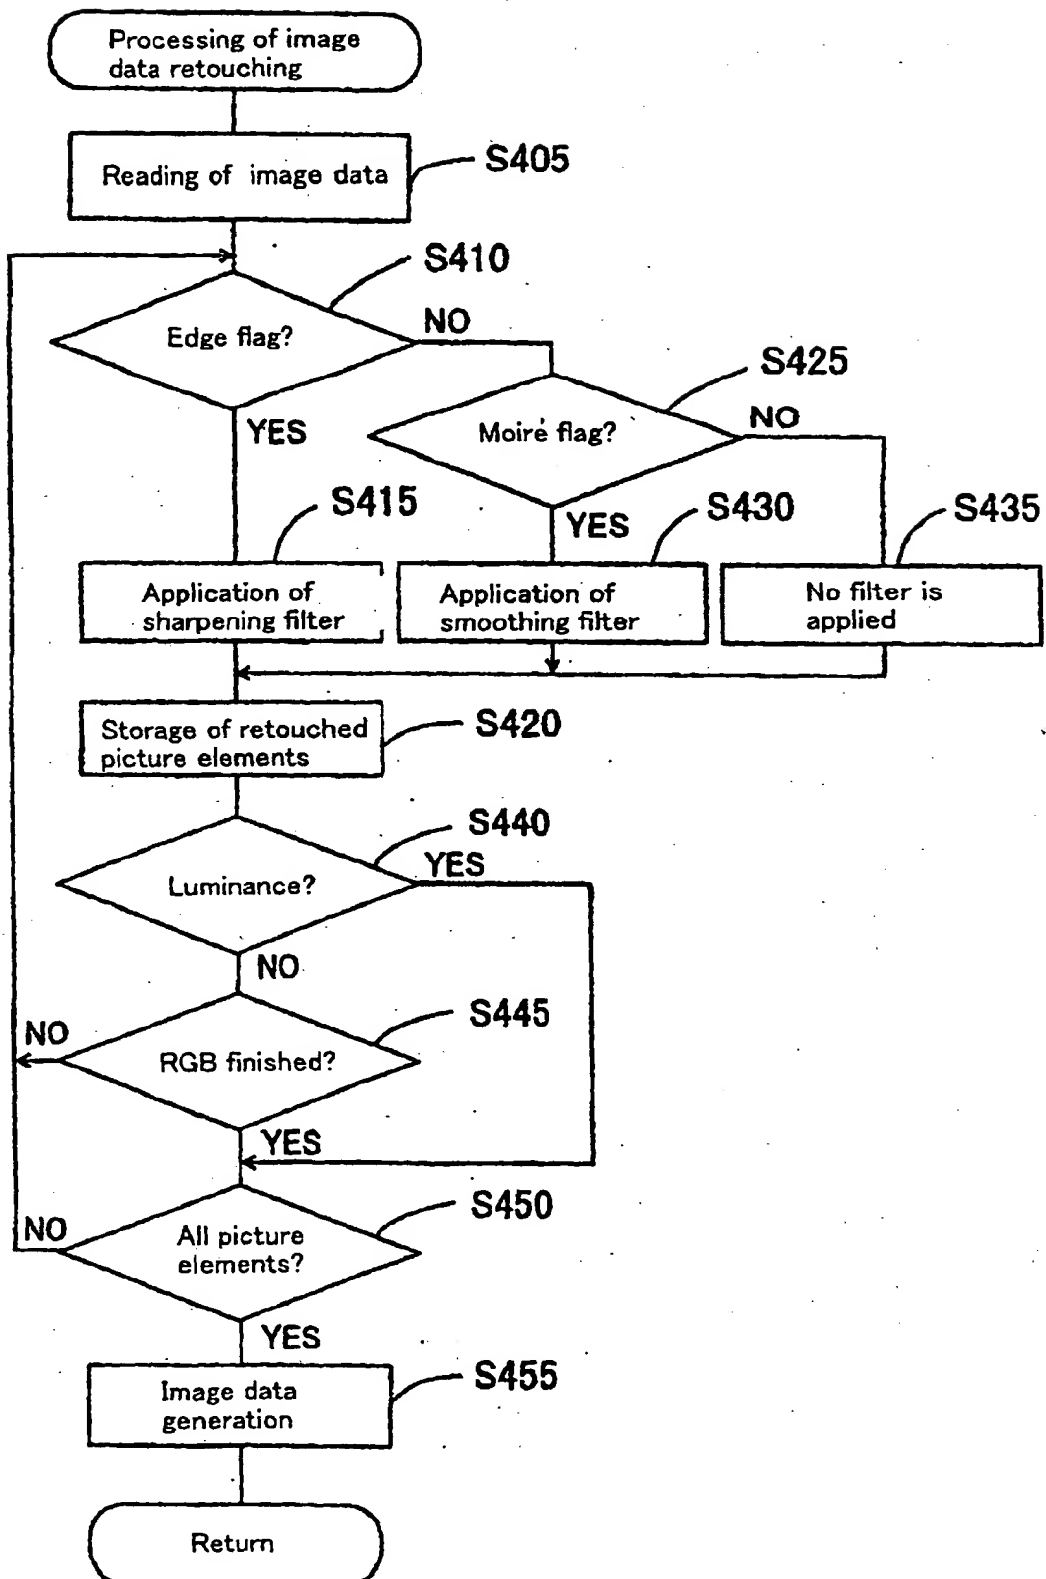 Processing of image
data retouching
Reading of image data
S405
S410
Edge flag?
NO
S425
YES
Moiré flag?
NO
S415
YES
S430
S435
Application of
sharpening filter
Application of
smoothing filter
No filter is
applied
Storage of retouched
picture elements
S420
S440
YES
Luminance?
NO
S445
NO
RGB finished?
YES
S450
NO
All picture
elements?
YES
S455
Image data
generation
Return